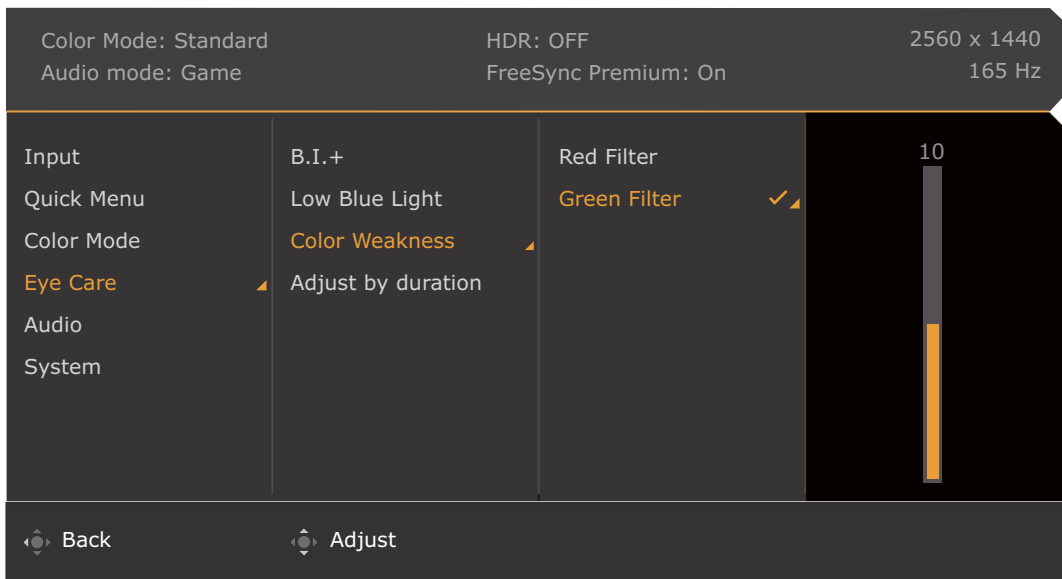 Color Mode: Standard
HDR: OFF
2560 x 1440
Audio mode: Game
FreeSync Premium: On
165 Hz
Input
Quick Menu
Color Mode
Eye Care
Audio
System
B.I.+
Low Blue Light
Color Weakness
Adjust by duration
Red Filter
Green Filter
10
Back
Adjust